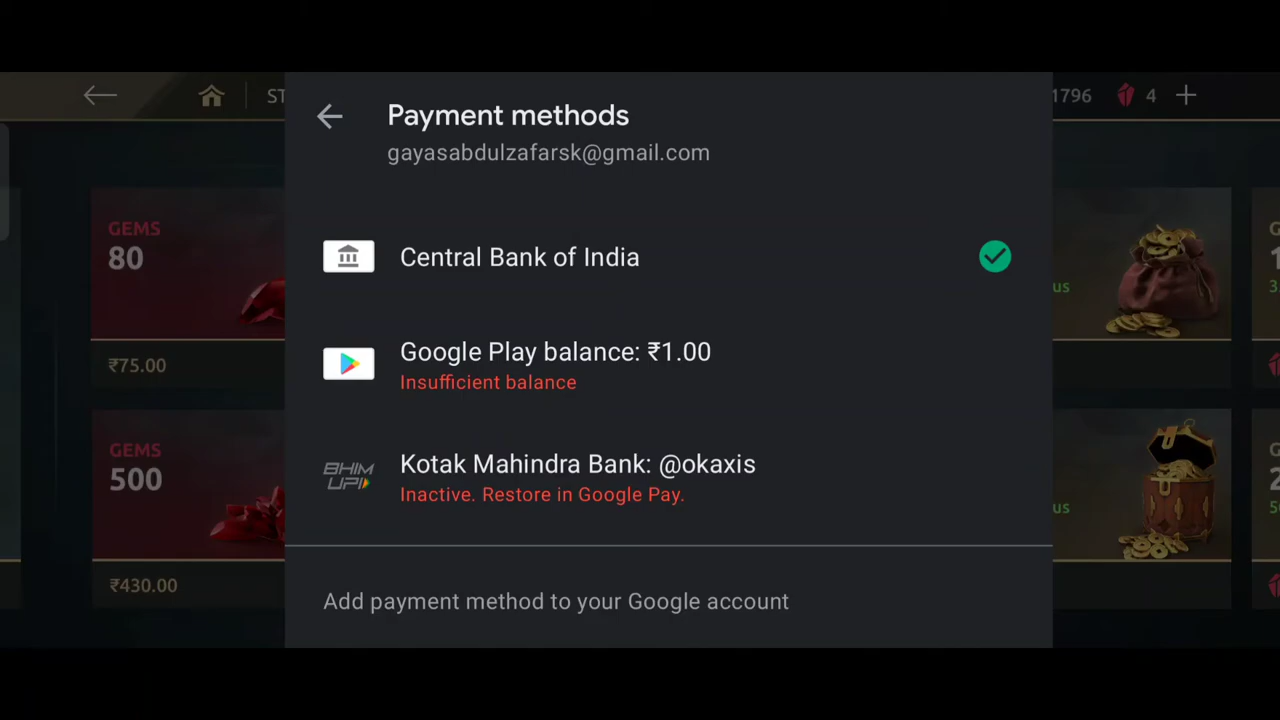 ST
1796
4
Payment methods
gayasabdulzafarsk@gmail.com
GEMS
80
₹75.00
GEMS
500
₹430.00
Central Bank of India
Google Play balance: ₹1.00
Insufficient balance
BHIM
UPI
Kotak Mahindra Bank: @okaxis
Inactive. Restore in Google Pay.
Add payment method to your Google account
us
us